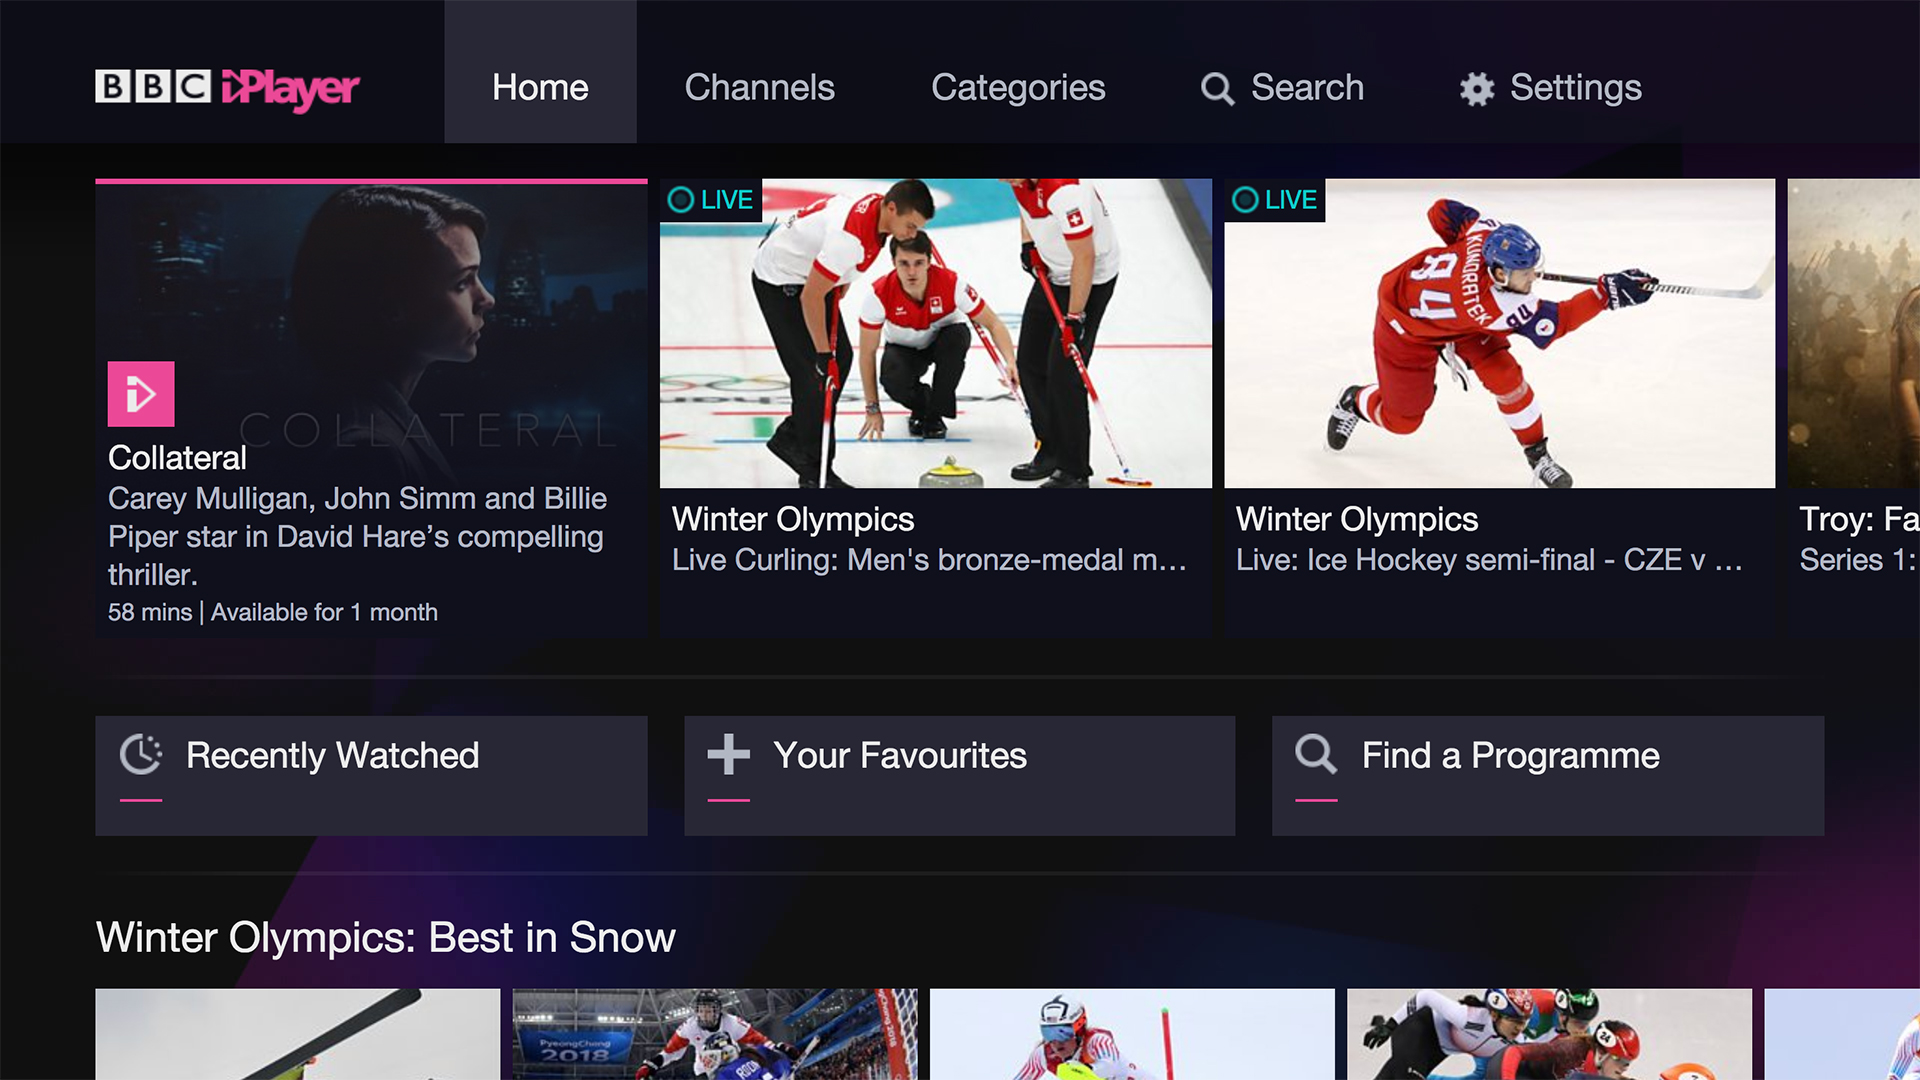 BBC iPlayer
Home
Channels
Categories
Search
Settings
COLLATERAL
Collateral
Carey Mulligan, John Simm and Billie
Piper star in David Hare’s compelling
thriller.
58 mins | Available for 1 month
LIVE
Winter Olympics
Live Curling: Men's bronze-medal m...
LIVE
KUNDRATEK
84
84
Winter Olympics
Live: Ice Hockey semi-final - CZE v ...
Troy: Fa
Series 1:
Recently Watched
Your Favourites
Find a Programme
Winter Olympics: Best in Snow
PyeongChang
2018